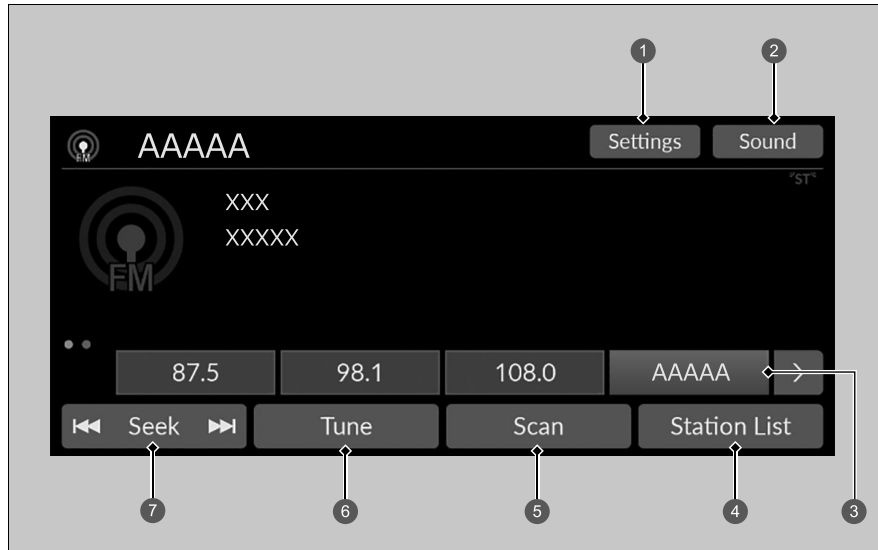 1 2
FM AAAAA Settings Sound
ST
XXX
XXXXX
FM
87.5 98.1 108.0 AAAAA
Seek Tune Scan Station List
7 6 5 4 3